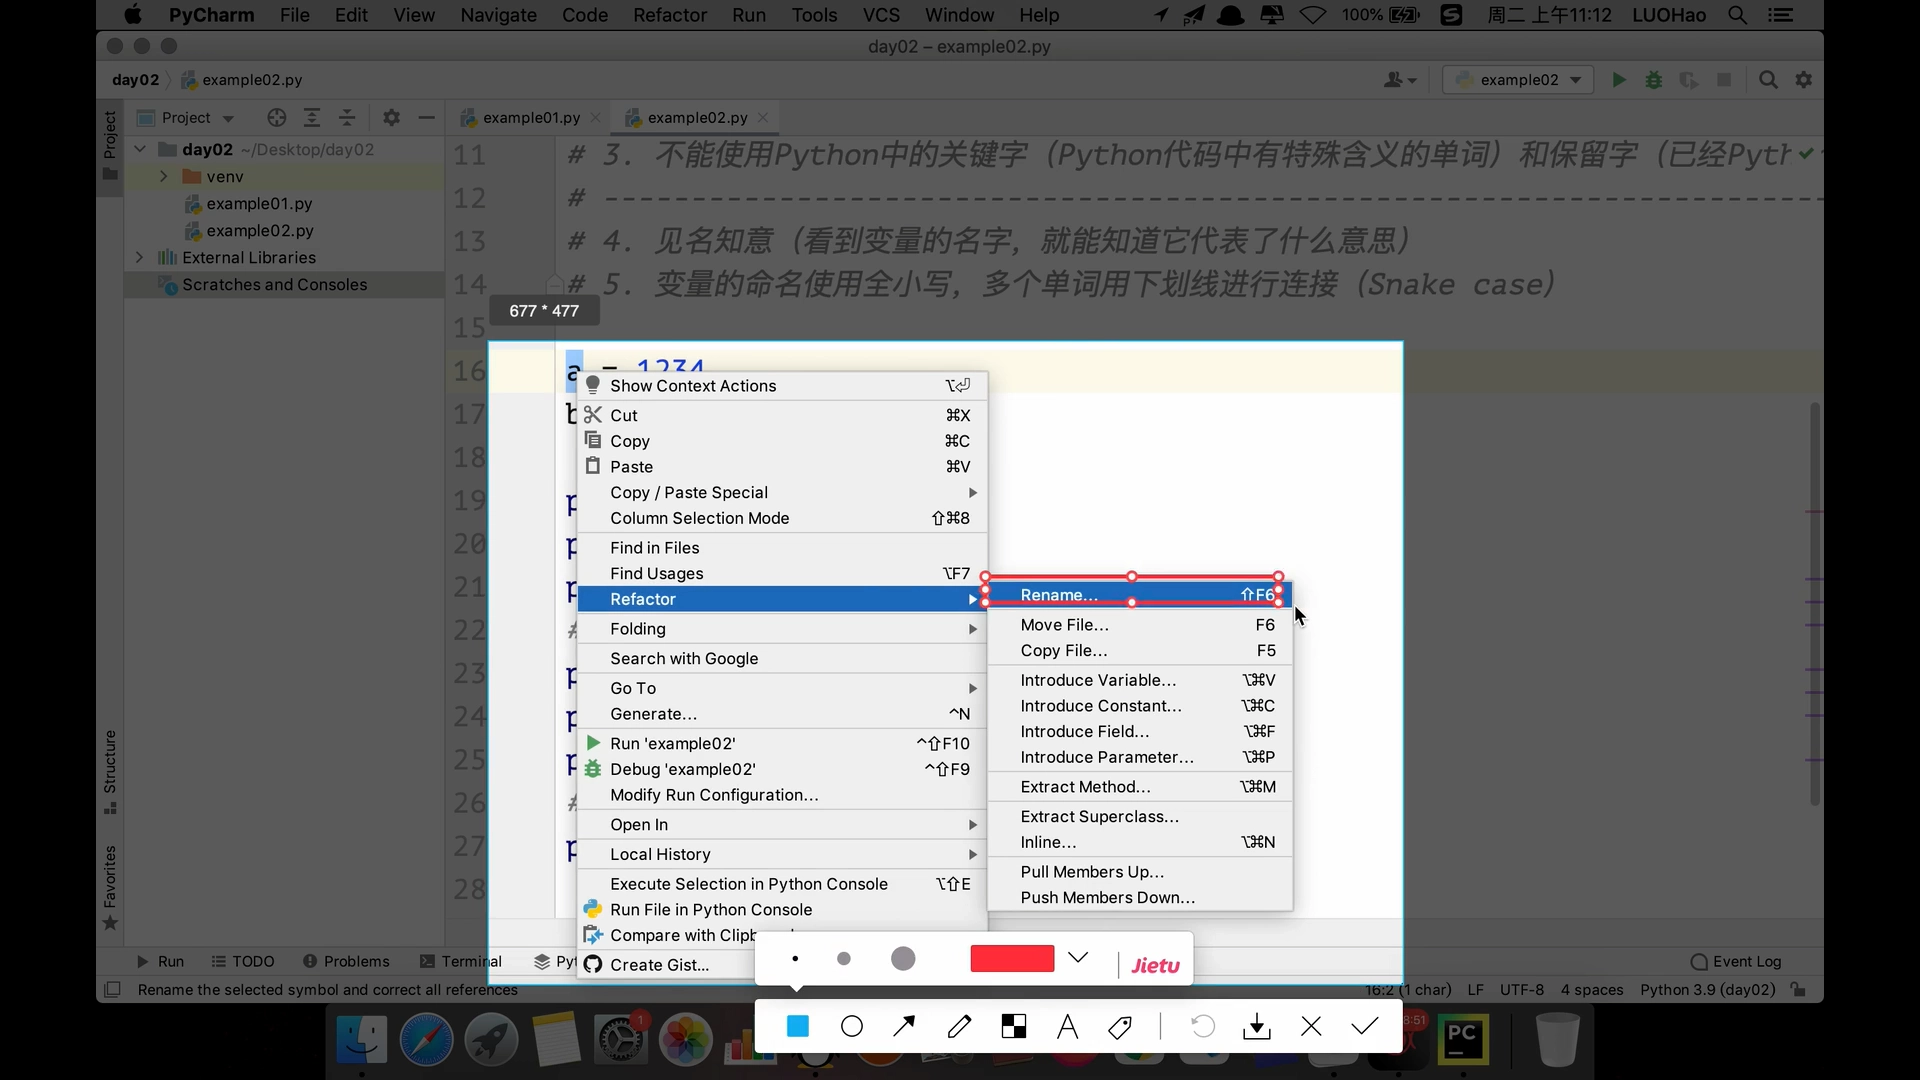 PyCharm File Edit View Navigate Code Refactor Run Tools VCS Window Help 100% 周二 上午11:12 LUOHao
day02 – example02.py
day02 example02.py example02
Project
Project example01.py example02.py
day02 ~/Desktop/day02
venv
example01.py
example02.py
External Libraries
Scratches and Consoles
11 # 3. 不能使用Python中的关键字（Python代码中有特殊含义的单词）和保留字（已经Pyth
12 # ----------------------------------------------------------------------
13 # 4. 见名知意（看到变量的名字，就能知道它代表了什么意思）
14 # 5. 变量的命名使用全小写，多个单词用下划线进行连接（Snake case）
677 * 477
15
16 a = 1234
17 b
18
19 p
20 p
21 p
22 #
23 p
24 p
25 p
26 #
27 p
28
Show Context Actions ⌥⏎
Cut ⌘X
Copy ⌘C
Paste ⌘V
Copy / Paste Special
Column Selection Mode ⇧⌘8
Find in Files
Find Usages ⌥F7
Refactor
Folding
Search with Google
Go To
Generate... ^N
Run 'example02' ^⇧F10
Debug 'example02' ^⇧F9
Modify Run Configuration...
Open In
Local History
Execute Selection in Python Console ⌥⇧E
Run File in Python Console
Compare with Clipb
Create Gist...
Rename... ⇧F6
Move File... F6
Copy File... F5
Introduce Variable... ⌥⌘V
Introduce Constant... ⌥⌘C
Introduce Field... ⌥⌘F
Introduce Parameter... ⌥⌘P
Extract Method... ⌥⌘M
Extract Superclass...
Inline... ⌥⌘N
Pull Members Up...
Push Members Down...
Structure
Favorites
Jietu
Run TODO Problems Terminal Pyt Event Log
Rename the selected symbol and correct all references 16:2 (1 char) LF UTF-8 4 spaces Python 3.9 (day02)
A
1
8:51
PC